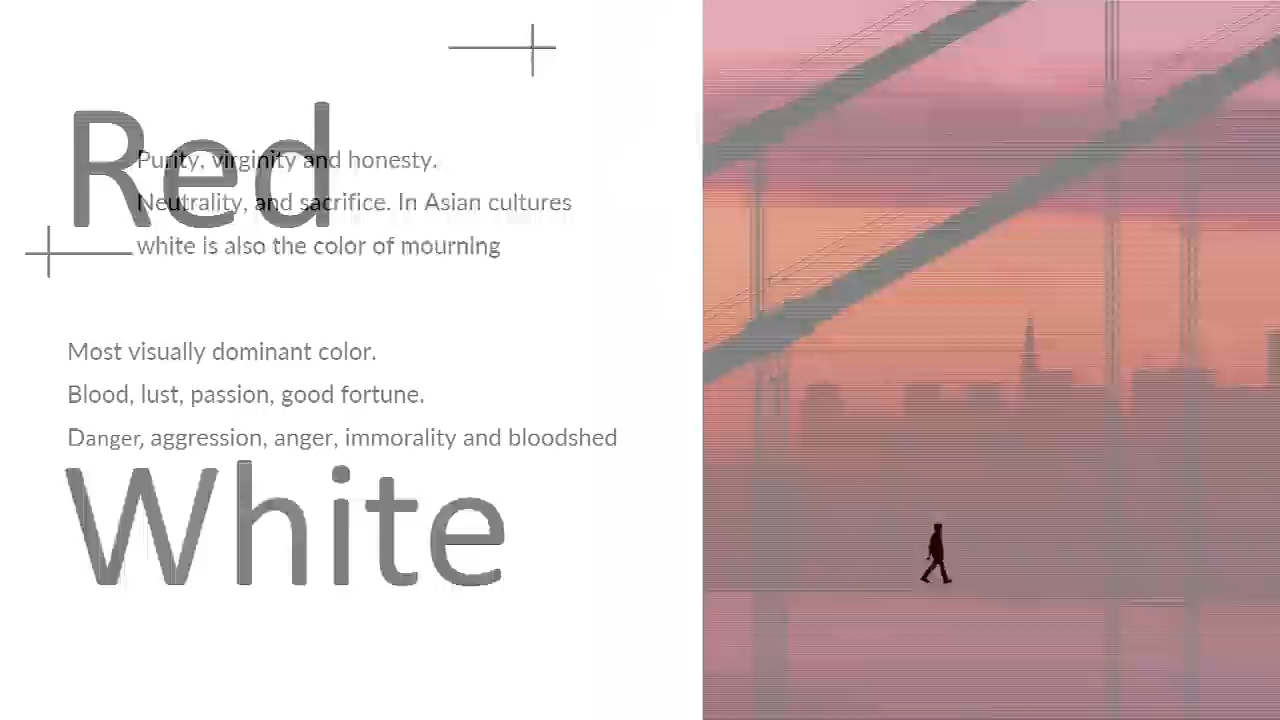 Red
Purity, virginity and honesty.
Neutrality, and sacrifice. In Asian cultures
white is also the color of mourning
Most visually dominant color.
Blood, lust, passion, good fortune.
Danger, aggression, anger, immorality and bloodshed
White